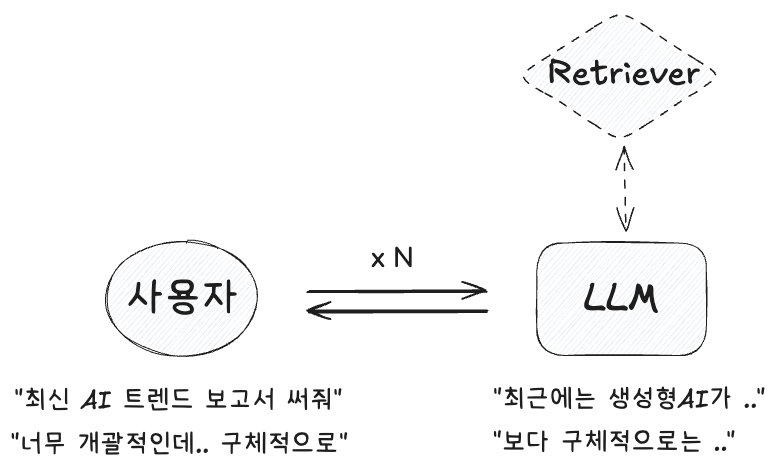 Retriever
x N
사용자
LLM
"최신 AI 트렌드 보고서 써줘"
"너무 개괄적인데.. 구체적으로"
"최근에는 생성형AI가 .."
"보다 구체적으로는 .."